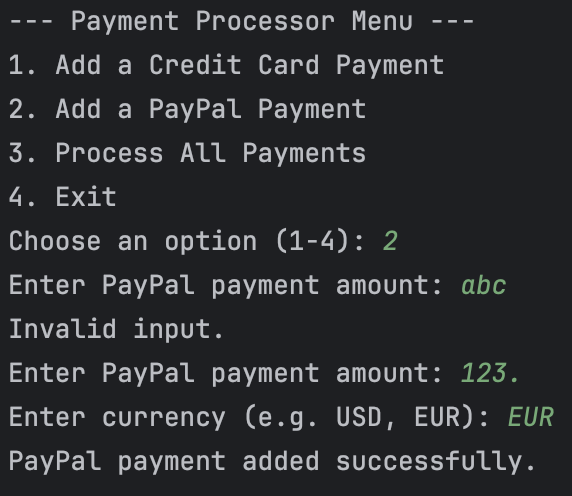 --- Payment Processor Menu ---
1. Add a Credit Card Payment
2. Add a PayPal Payment
3. Process All Payments
4. Exit
Choose an option (1-4): 2
Enter PayPal payment amount: abc
Invalid input.
Enter PayPal payment amount: 123.
Enter currency (e.g. USD, EUR): EUR
PayPal payment added successfully.